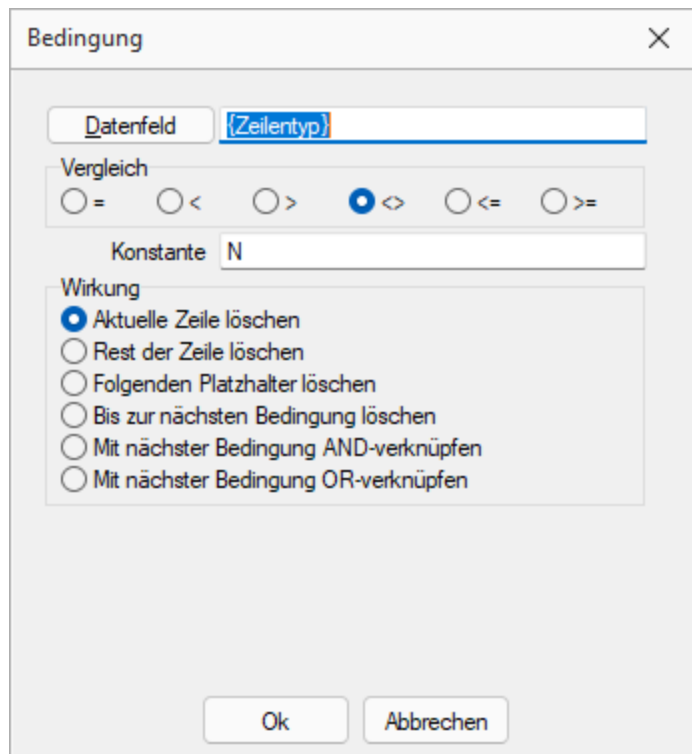 Bedingung
Datenfeld {Zeilentyp}
Vergleich
= < > <> <= >=
Konstante N
Wirkung
Aktuelle Zeile löschen
Rest der Zeile löschen
Folgenden Platzhalter löschen
Bis zur nächsten Bedingung löschen
Mit nächster Bedingung AND-verknüpfen
Mit nächster Bedingung OR-verknüpfen
Ok Abbrechen